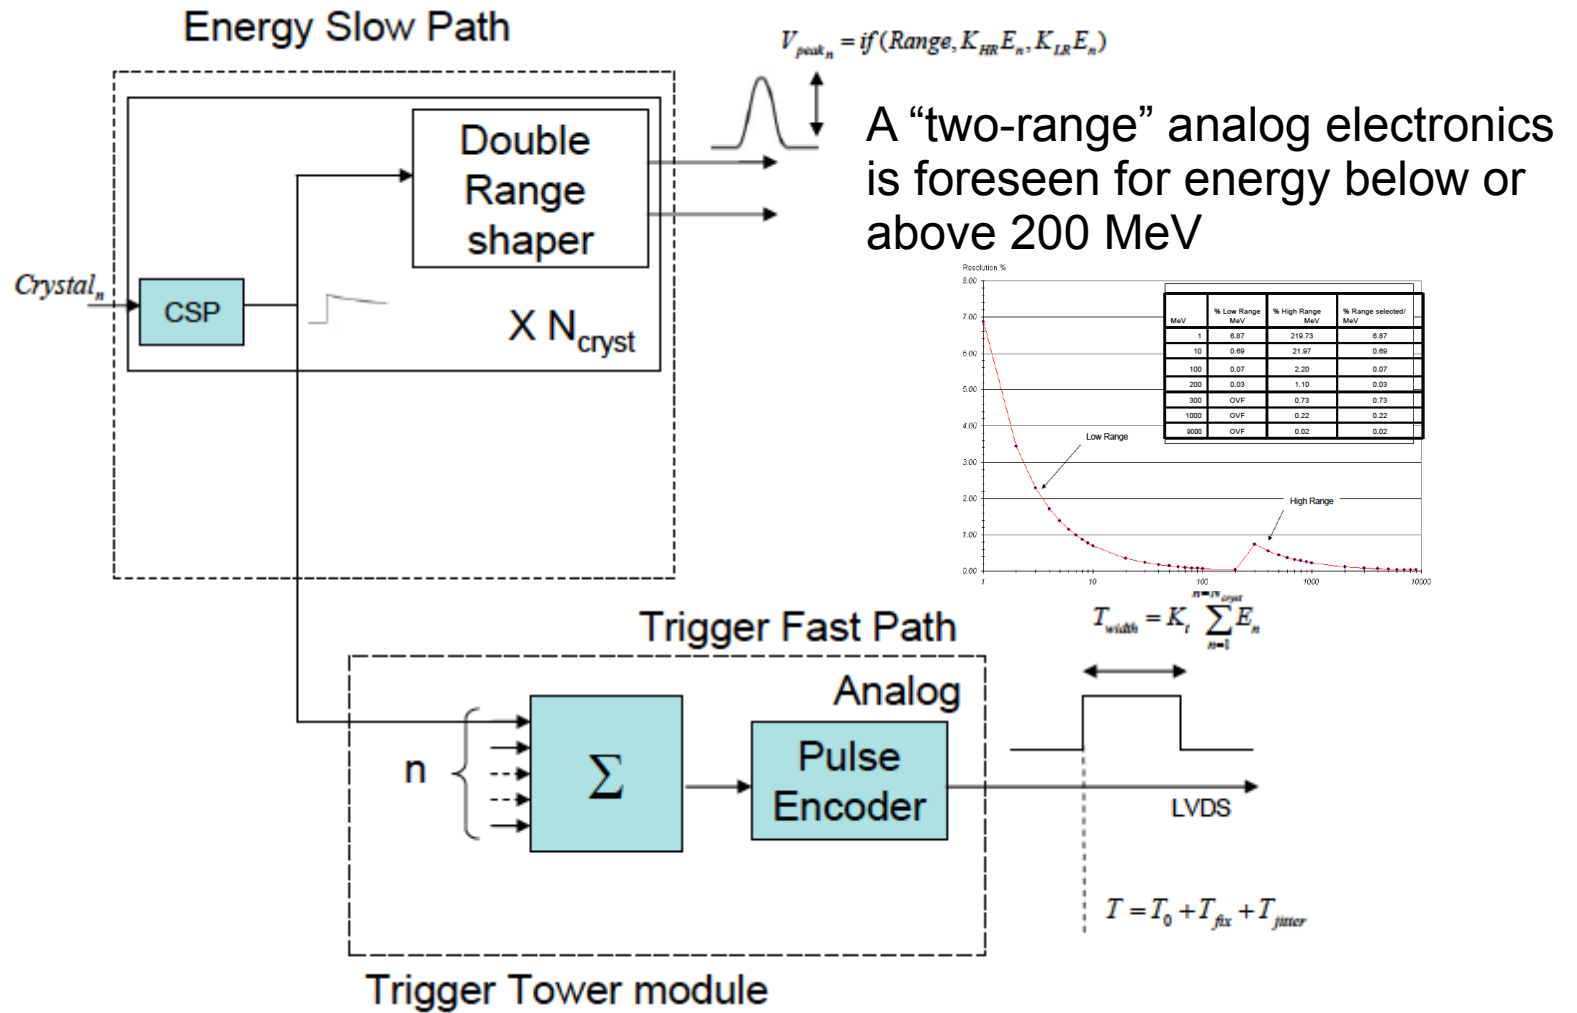 Energy Slow Path
V_peak_n = if (Range, K_HR E_n, K_LR E_n)
A “two-range” analog electronics
is foreseen for energy below or
above 200 MeV
Double
Range
shaper
Crystal_n
CSP
X N_cryst
Resolution %
8.00
7.00
6.00
5.00
4.00
3.00
2.00
1.00
0.00
1 10 100 1000 10000
Low Range
High Range
MeV % Low Range MeV % High Range MeV % Range selected/ MeV
1 6.87 219.73 6.87
10 0.69 21.97 0.69
100 0.07 2.20 0.07
200 0.03 1.10 0.03
300 OVF 0.73 0.73
1000 OVF 0.22 0.22
9000 OVF 0.02 0.02
Trigger Fast Path
T_width = K_t ∑_{n=1}^{n=N_cryst} E_n
Analog
n
Σ
Pulse
Encoder
LVDS
T = T_0 + T_fix + T_jitter
Trigger Tower module